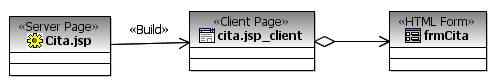 «Server Page»
Cita.jsp
«Build»
«Client Page»
cita.jsp_client
«HTML Form»
frmCita